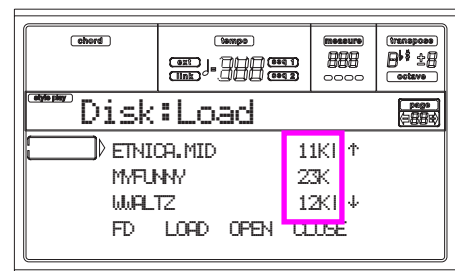 chord tempo measure transpose
ext seq 1
link seq 2
octave
style play Disk:Load page
ETNICA.MID 11K| ↑
MYFUNNY 23K
WWALTZ 12K| ↓
FD LOAD OPEN CLOSE